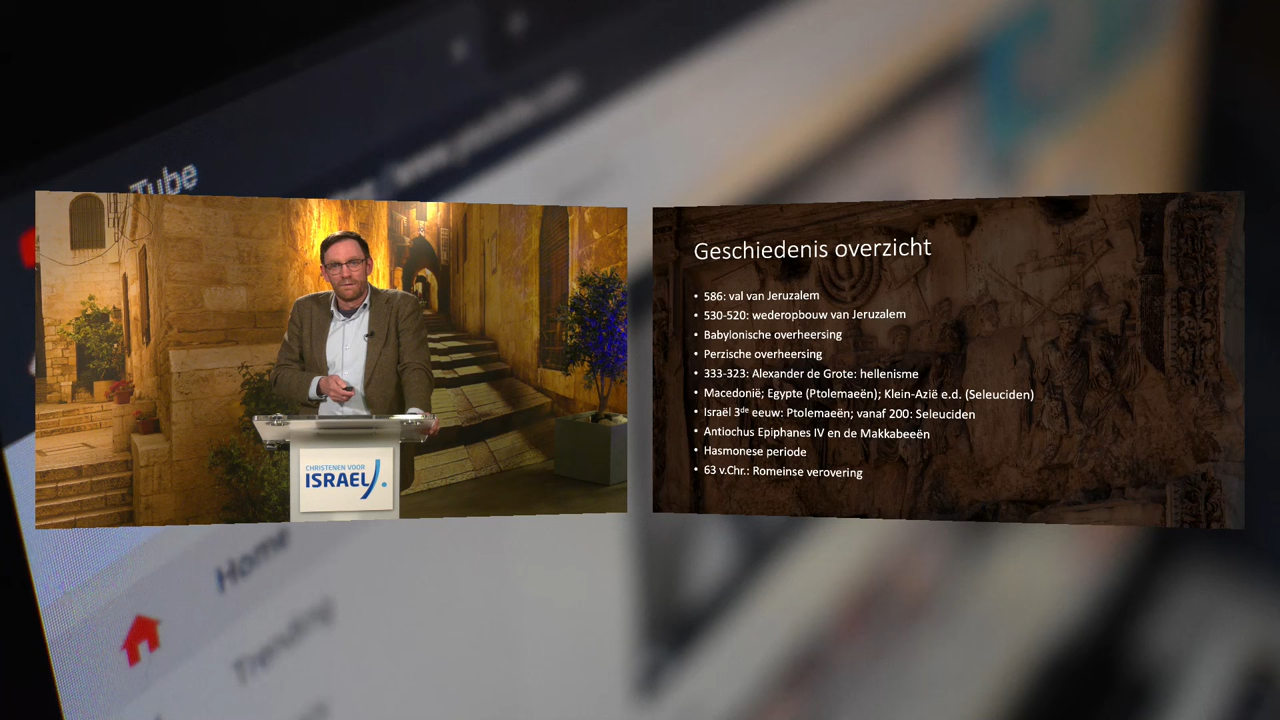 Tube
Geschiedenis overzicht
• 586: val van Jeruzalem
• 530-520: wederopbouw van Jeruzalem
• Babylonische overheersing
• Perzische overheersing
• 333-323: Alexander de Grote: hellenisme
• Macedonië; Egypte (Ptolemaeën); Klein-Azië e.d. (Seleuciden)
• Israël 3de eeuw: Ptolemaeën; vanaf 200: Seleuciden
• Antiochus Epiphanes IV en de Makkabeeën
• Hasmonese periode
• 63 v.Chr.: Romeinse verovering
CHRISTENEN VOOR
ISRAEL
Home
Trending